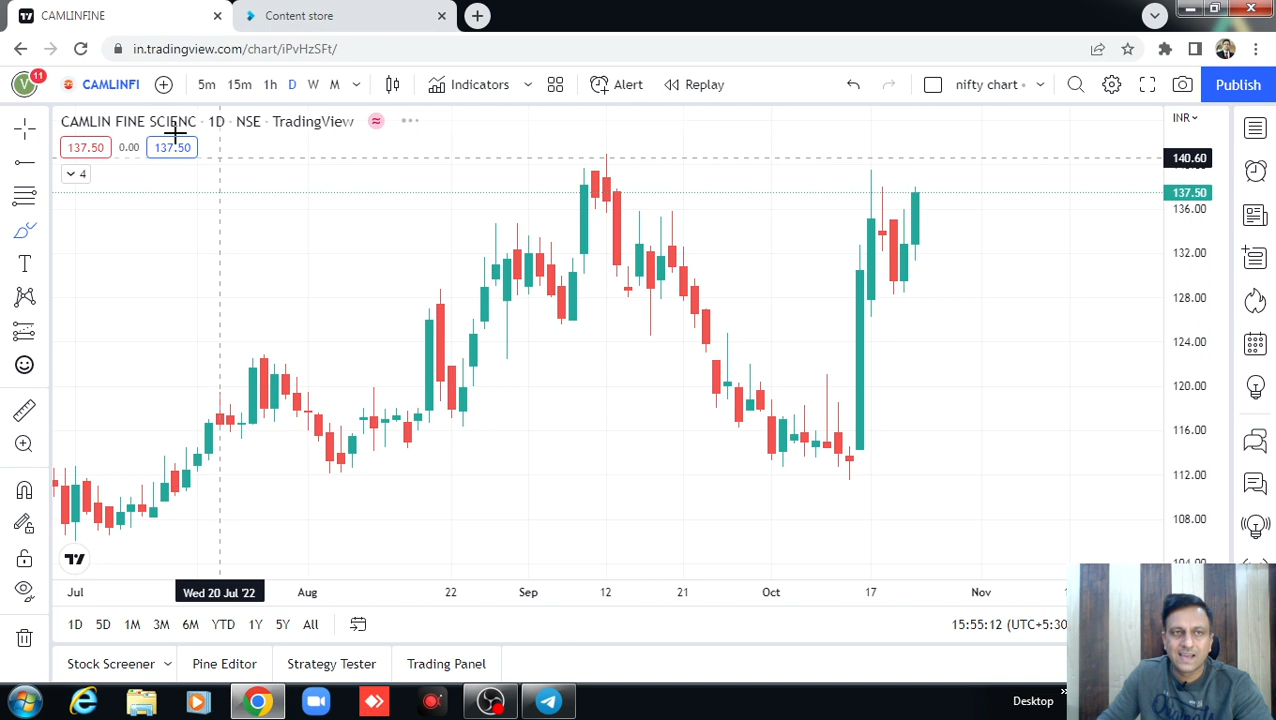 CAMLINFINE
Content store
in.tradingview.com/chart/iPvHzSFt/
V 11 CAMLINFI 5m 15m 1h D W M Indicators Alert Replay nifty chart Publish
CAMLIN FINE SCIENC · 1D · NSE · TradingView
INR
137.50 0.00 137.50
140.60
4
137.50
136.00
132.00
128.00
124.00
120.00
116.00
112.00
108.00
104.00
Jul Wed 20 Jul '22 Aug 22 Sep 12 21 Oct 17 Nov
1D 5D 1M 3M 6M YTD 1Y 5Y All 15:55:12 (UTC+5:30
Stock Screener Pine Editor Strategy Tester Trading Panel
Desktop